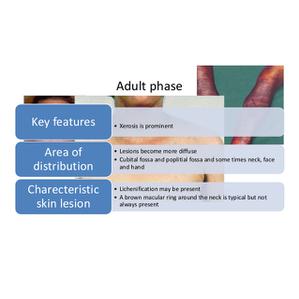 Adult phase
Key features
• Xerosis is prominent
Area of
distribution
• Lesions become more diffuse
• Cubital fossa and poplitial fossa and some times neck, face
and hand
Charecteristic
skin lesion
• Lichenification may be present
• A brown macular ring around the neck is typical but not
always present